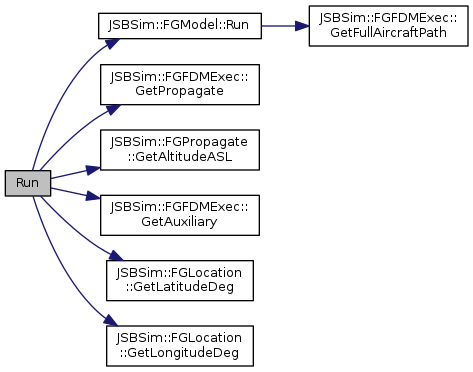 JSBSim::FGModel::Run
JSBSim::FGFDMExec::
GetFullAircraftPath
JSBSim::FGFDMExec::
GetPropagate
JSBSim::FGPropagate
::GetAltitudeASL
Run
JSBSim::FGFDMExec::
GetAuxiliary
JSBSim::FGLocation
::GetLatitudeDeg
JSBSim::FGLocation
::GetLongitudeDeg